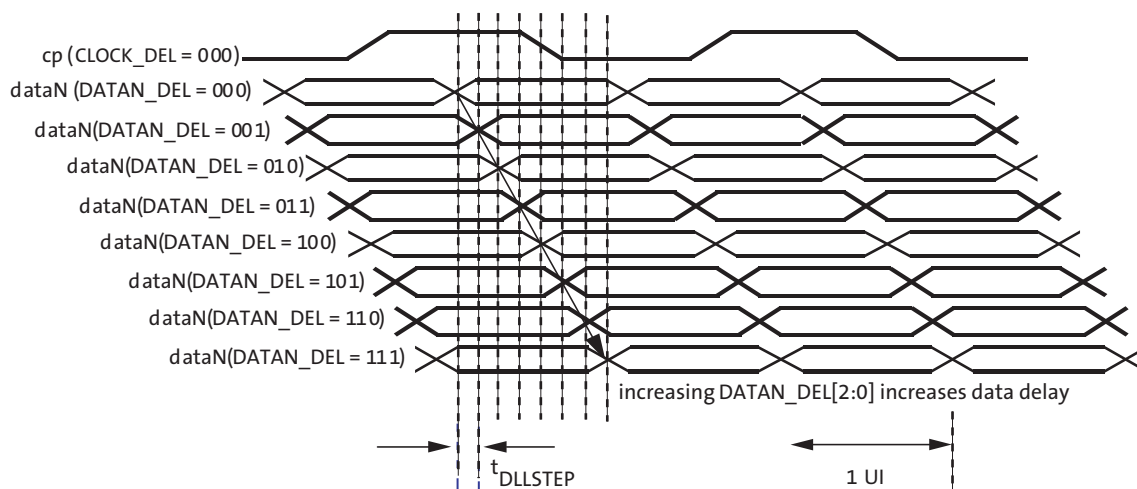 cp (CLOCK_DEL = 000)
dataN (DATAN_DEL = 000)
dataN(DATAN_DEL = 001)
dataN(DATAN_DEL = 010)
dataN(DATAN_DEL = 011)
dataN(DATAN_DEL = 100)
dataN(DATAN_DEL = 101)
dataN(DATAN_DEL = 110)
dataN(DATAN_DEL = 111)
increasing DATAN_DEL[2:0] increases data delay
tDLLSTEP
1 UI